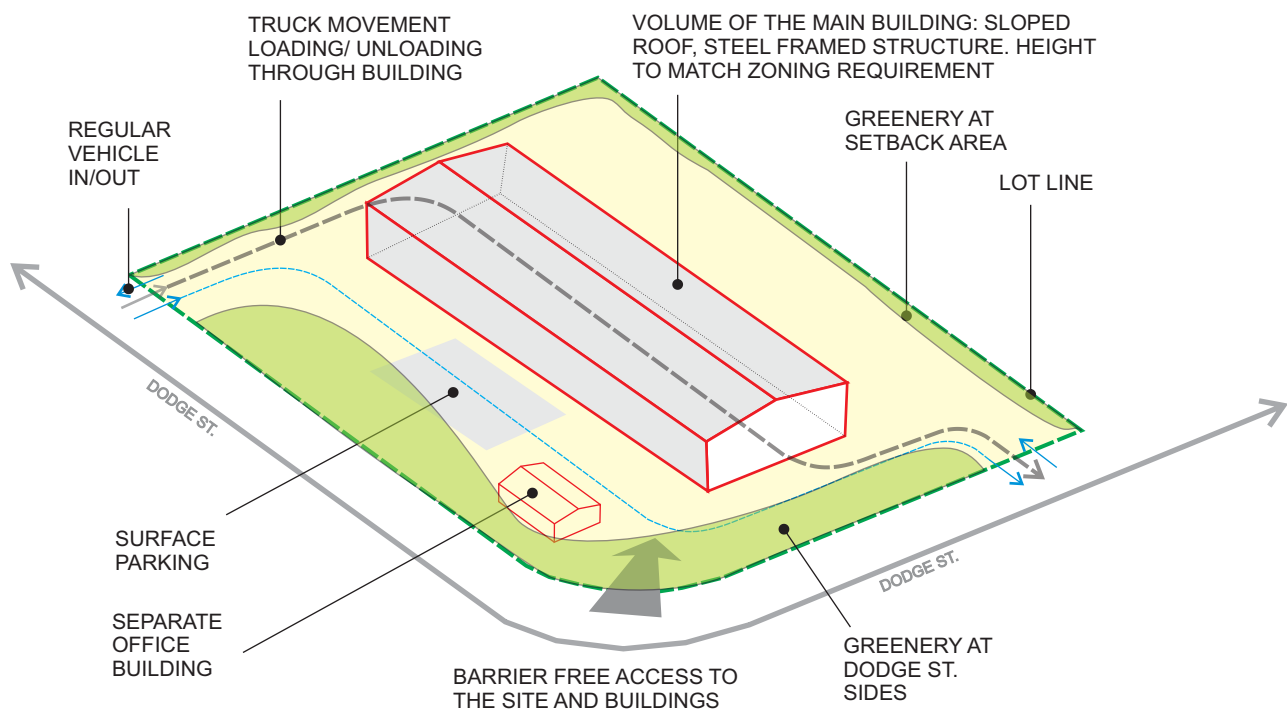 TRUCK MOVEMENT
LOADING/ UNLOADING
THROUGH BUILDING
VOLUME OF THE MAIN BUILDING: SLOPED
ROOF, STEEL FRAMED STRUCTURE. HEIGHT
TO MATCH ZONING REQUIREMENT
REGULAR
VEHICLE
IN/OUT
GREENERY AT
SETBACK AREA
LOT LINE
DODGE ST.
DODGE ST.
SURFACE
PARKING
SEPARATE
OFFICE
BUILDING
BARRIER FREE ACCESS TO
THE SITE AND BUILDINGS
GREENERY AT
DODGE ST.
SIDES